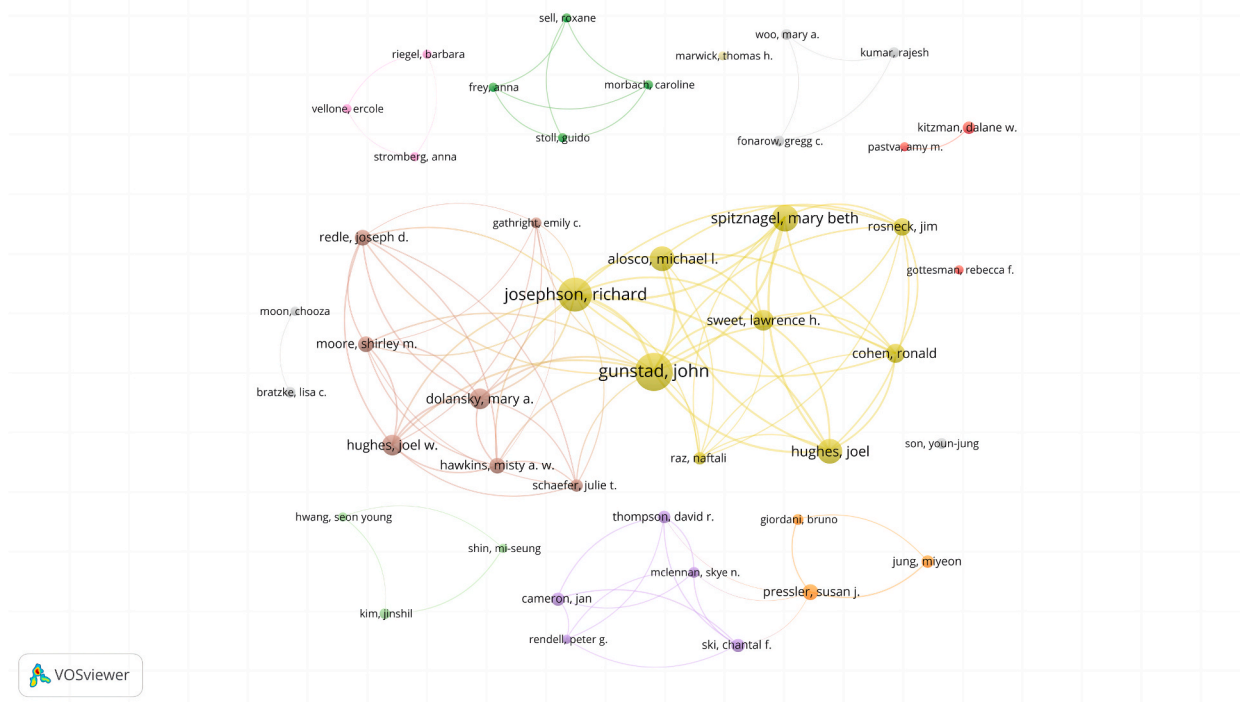 sell, roxane
woo, mary a.
riegel, barbara
marwick, thomas h.
kumar, rajesh
frey, anna
morbach, caroline
vellone, ercole
kitzman, dalane w.
stoll, guido
fonarow, gregg c.
pastva, amy m.
stromberg, anna
gathright, emily c.
spitznagel, mary beth
rosneck, jim
redle, joseph d.
alosco, michael l.
gottesman, rebecca f.
josephson, richard
moon, chooza
sweet, lawrence h.
moore, shirley m.
cohen, ronald
gunstad, john
bratzke, lisa c.
dolansky, mary a.
hughes, joel w.
son, youn-jung
hughes, joel
raz, naftali
hawkins, misty a. w.
schaefer, julie t.
hwang, seon young
thompson, david r.
giordani, bruno
shin, mi-seung
jung, miyeon
mclennan, skye n.
pressler, susan j.
cameron, jan
kim, jinshil
rendell, peter g.
ski, chantal f.
VOSviewer